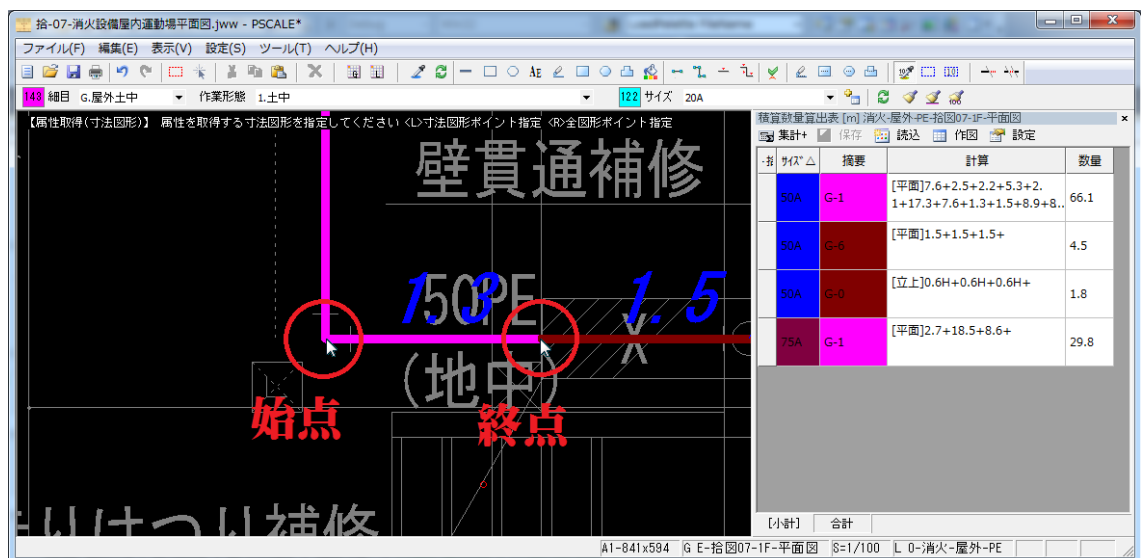 拾-07-消火設備屋内運動場平面図.jww - PSCALE*
ファイル(F) 編集(E) 表示(V) 設定(S) ツール(T) ヘルプ(H)
148 細目 G.屋外土中 作業形態 1.土中 122 サイズ 20A
【属性取得(寸法図形)】 属性を取得する寸法図形を指定してください <L>寸法図形ポイント指定 <R>全図形ポイント指定
壁貫通補修
1.3
50PE
1.5
X
(地中)
始点
終点
はつり補修
積算数量算出表 [m] 消火-屋外-PE-拾図07-1F-平面図
集計+ 保存 読込 作図 設定
サイズ△ 摘要 計算 数量
50A G-1 [平面]7.6+2.5+2.2+5.3+2.
1+17.3+7.6+1.3+1.5+8.9+8... 66.1
50A G-6 [平面]1.5+1.5+1.5+ 4.5
50A G-0 [立上]0.6H+0.6H+0.6H+ 1.8
75A G-1 [平面]2.7+18.5+8.6+ 29.8
[小計] 合計
A1-841x594 G E-拾図07-1F-平面図 S=1/100 L 0-消火-屋外-PE